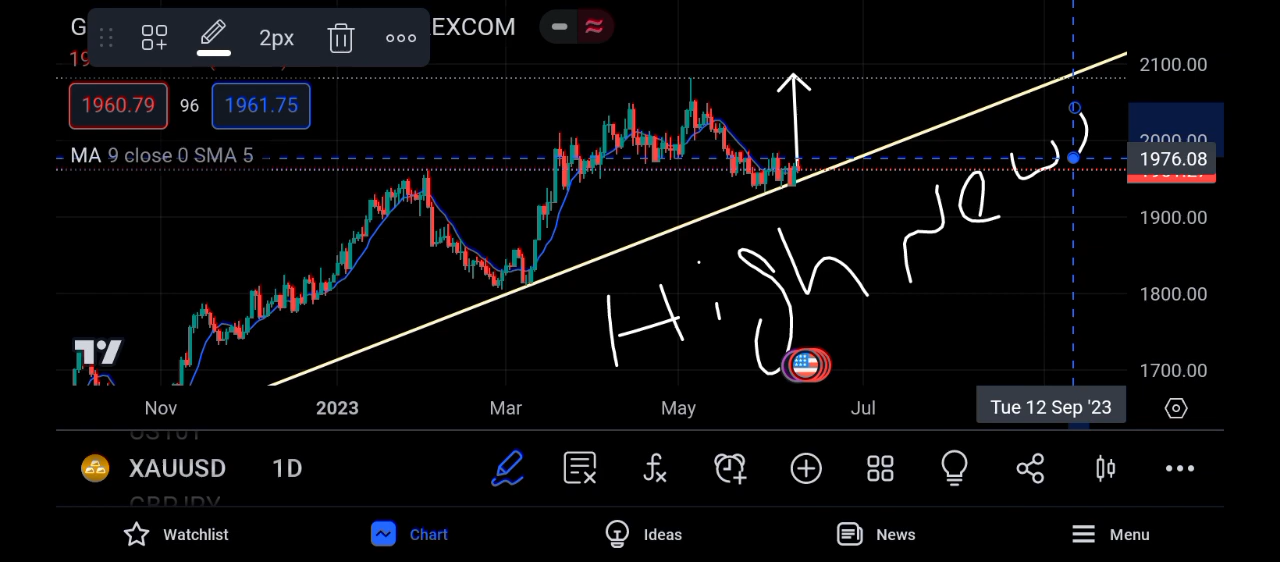 G
EXCOM
2px
19
1960.79 96 1961.75
MA 9 close 0 SMA 5
2100.00
2000.00
1976.08
1900.00
1800.00
1700.00
High
Nov 2023 Mar May Jul Tue 12 Sep '23
XAUUSD 1D
GBPJPY
Watchlist Chart Ideas News Menu